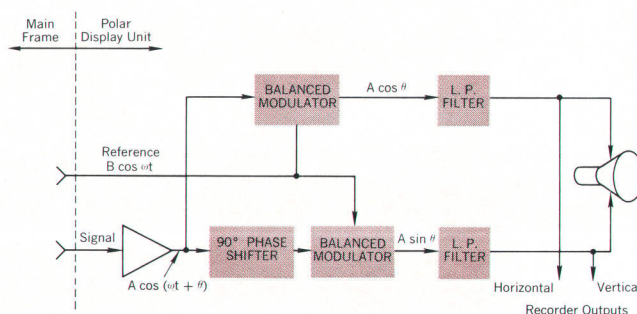 Main
Frame
Polar
Display Unit
BALANCED
MODULATOR
A cos θ
L. P.
FILTER
Reference
B cos ωt
Signal
90° PHASE
SHIFTER
BALANCED
MODULATOR
A sin θ
L. P.
FILTER
A cos (ωt + θ)
Horizontal
Vertica
Recorder Outputs